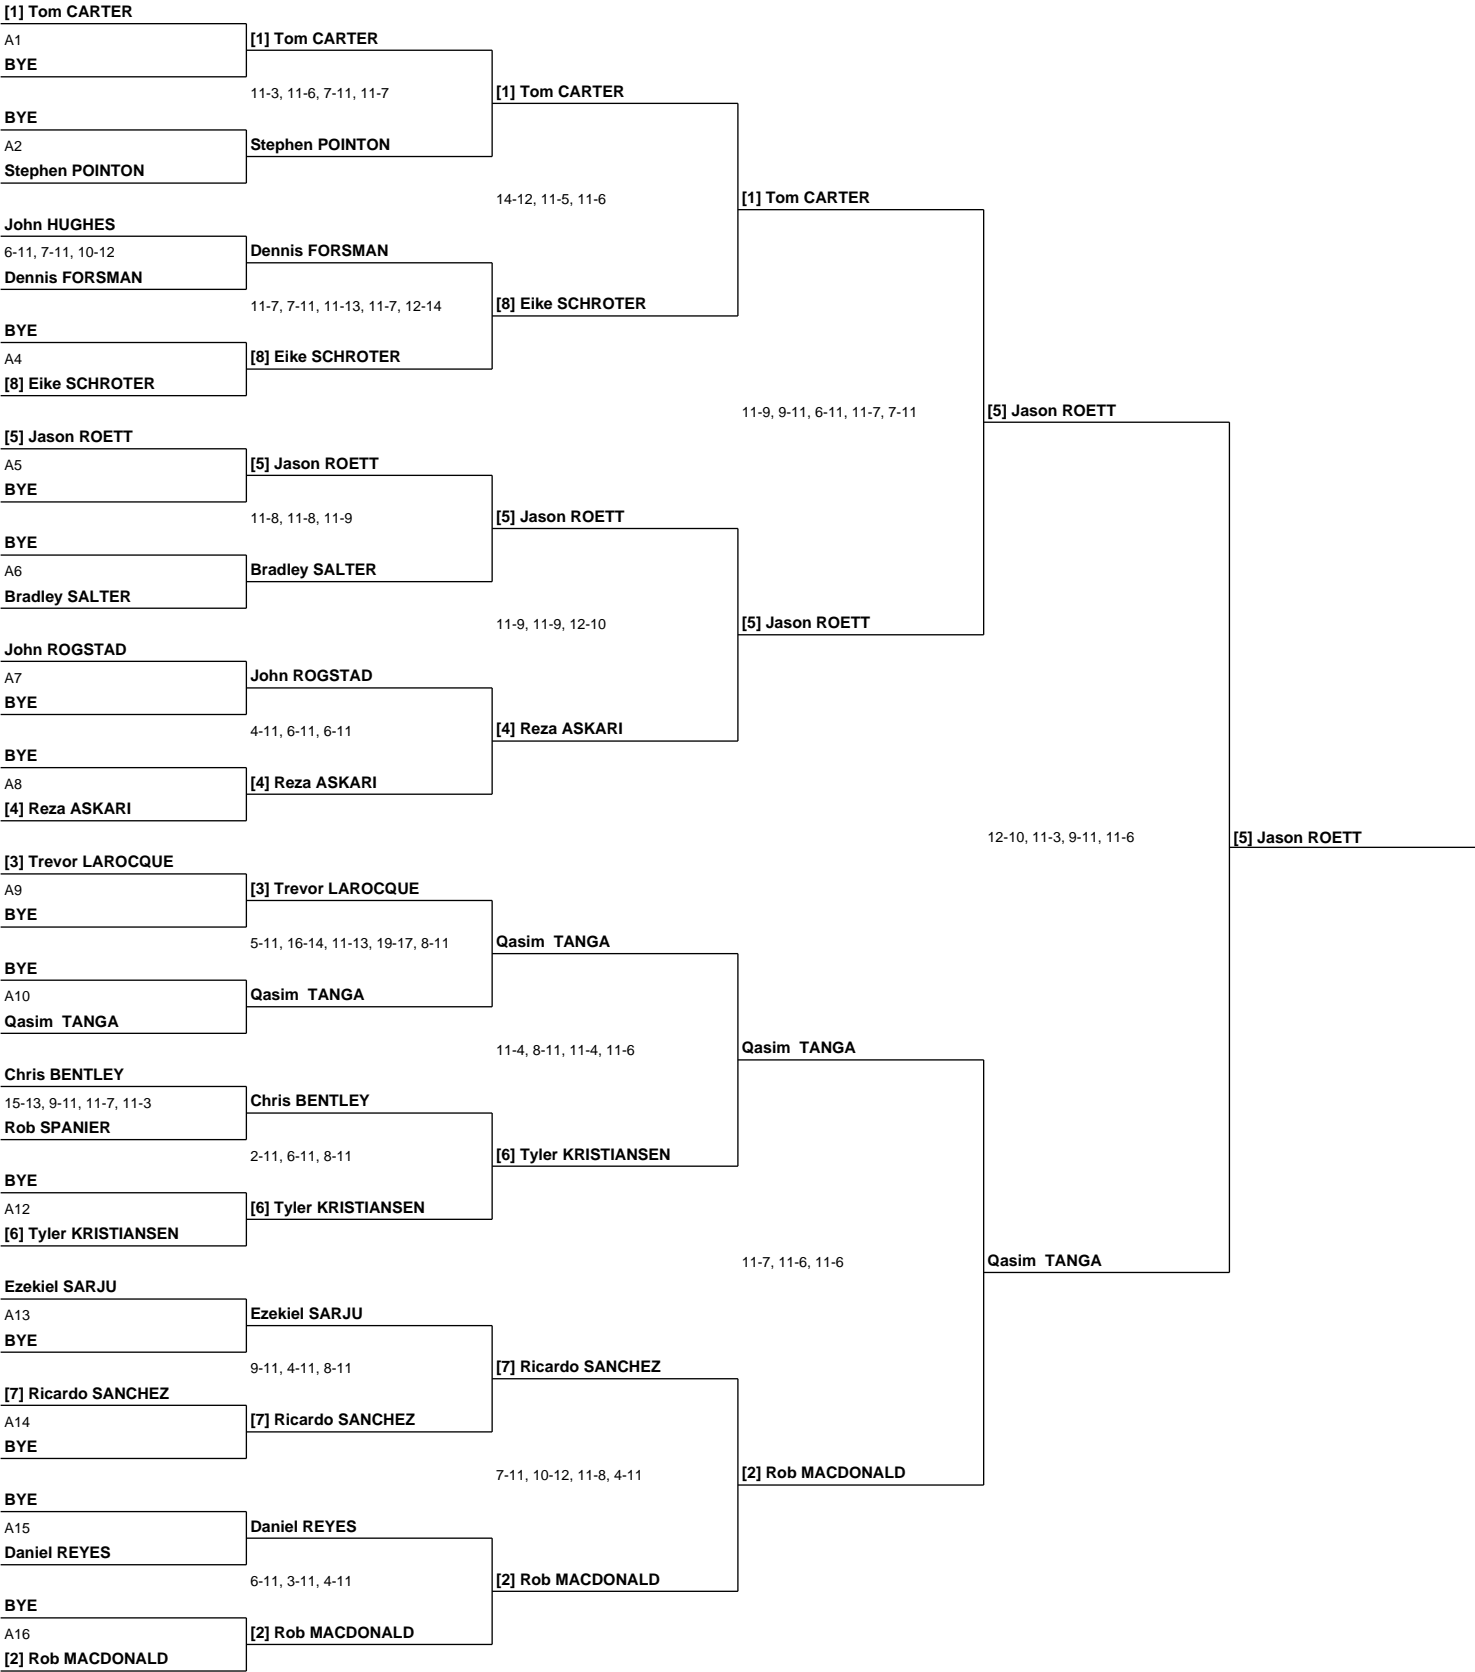 [1] Tom CARTER
A1
BYE
BYE
A2
Stephen POINTON
John HUGHES
6-11, 7-11, 10-12
Dennis FORSMAN
BYE
A4
[8] Eike SCHROTER
[5] Jason ROETT
A5
BYE
BYE
A6
Bradley SALTER
John ROGSTAD
A7
BYE
BYE
A8
[4] Reza ASKARI
[3] Trevor LAROCQUE
A9
BYE
BYE
A10
Qasim  TANGA
Chris BENTLEY
15-13, 9-11, 11-7, 11-3
Rob SPANIER
BYE
A12
[6] Tyler KRISTIANSEN
Ezekiel SARJU
A13
BYE
[7] Ricardo SANCHEZ
A14
BYE
BYE
A15
Daniel REYES
BYE
A16
[2] Rob MACDONALD
[1] Tom CARTER
11-3, 11-6, 7-11, 11-7
Stephen POINTON
Dennis FORSMAN
11-7, 7-11, 11-13, 11-7, 12-14
[8] Eike SCHROTER
[5] Jason ROETT
11-8, 11-8, 11-9
Bradley SALTER
John ROGSTAD
4-11, 6-11, 6-11
[4] Reza ASKARI
[3] Trevor LAROCQUE
5-11, 16-14, 11-13, 19-17, 8-11
Qasim  TANGA
Chris BENTLEY
2-11, 6-11, 8-11
[6] Tyler KRISTIANSEN
Ezekiel SARJU
9-11, 4-11, 8-11
[7] Ricardo SANCHEZ
Daniel REYES
6-11, 3-11, 4-11
[2] Rob MACDONALD
[1] Tom CARTER
14-12, 11-5, 11-6
[8] Eike SCHROTER
[5] Jason ROETT
11-9, 11-9, 12-10
[4] Reza ASKARI
Qasim  TANGA
11-4, 8-11, 11-4, 11-6
[6] Tyler KRISTIANSEN
[7] Ricardo SANCHEZ
7-11, 10-12, 11-8, 4-11
[2] Rob MACDONALD
[1] Tom CARTER
11-9, 9-11, 6-11, 11-7, 7-11
[5] Jason ROETT
Qasim  TANGA
11-7, 11-6, 11-6
[2] Rob MACDONALD
[5] Jason ROETT
12-10, 11-3, 9-11, 11-6
Qasim  TANGA
[5] Jason ROETT